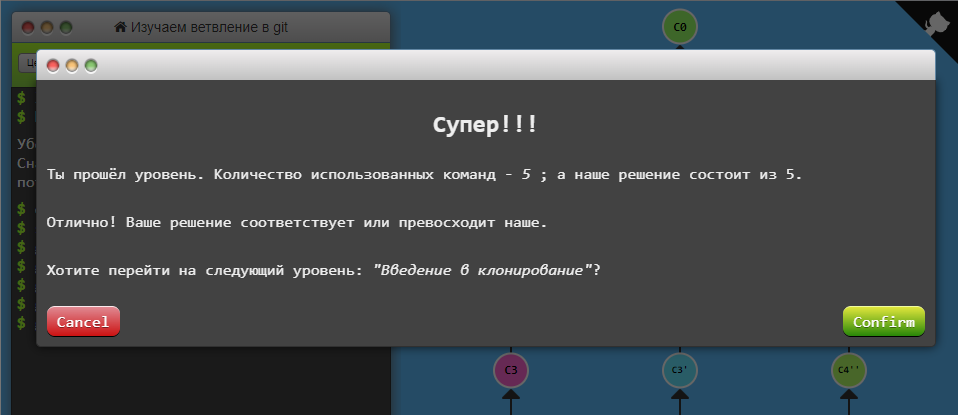 Изучаем ветвление в git
C0
$
$
$
$
$
$
$
$
$
Супер!!!
Ты прошёл уровень. Количество использованных команд - 5 ; а наше решение состоит из 5.
Отлично! Ваше решение соответствует или превосходит наше.
Хотите перейти на следующий уровень: "Введение в клонирование"?
Cancel
Confirm
C3
C3'
C4''